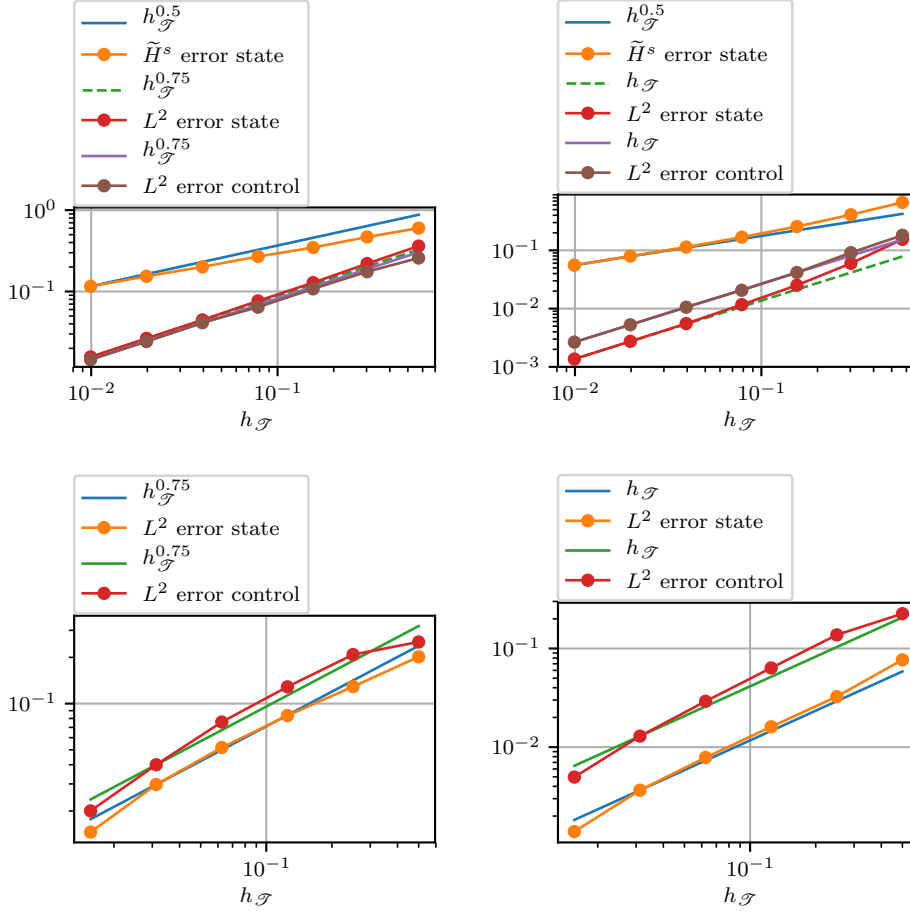 h_𝒯^0.5
H̃^s error state
h_𝒯^0.75
L^2 error state
h_𝒯^0.75
L^2 error control
10^0
10^−1
10^−2
10^−1
h_𝒯
h_𝒯^0.5
H̃^s error state
h_𝒯
L^2 error state
h_𝒯
L^2 error control
10^−1
10^−2
10^−3
10^−2
10^−1
h_𝒯
h_𝒯^0.75
L^2 error state
h_𝒯^0.75
L^2 error control
10^−1
10^−1
h_𝒯
h_𝒯
L^2 error state
h_𝒯
L^2 error control
10^−1
10^−2
10^−1
h_𝒯